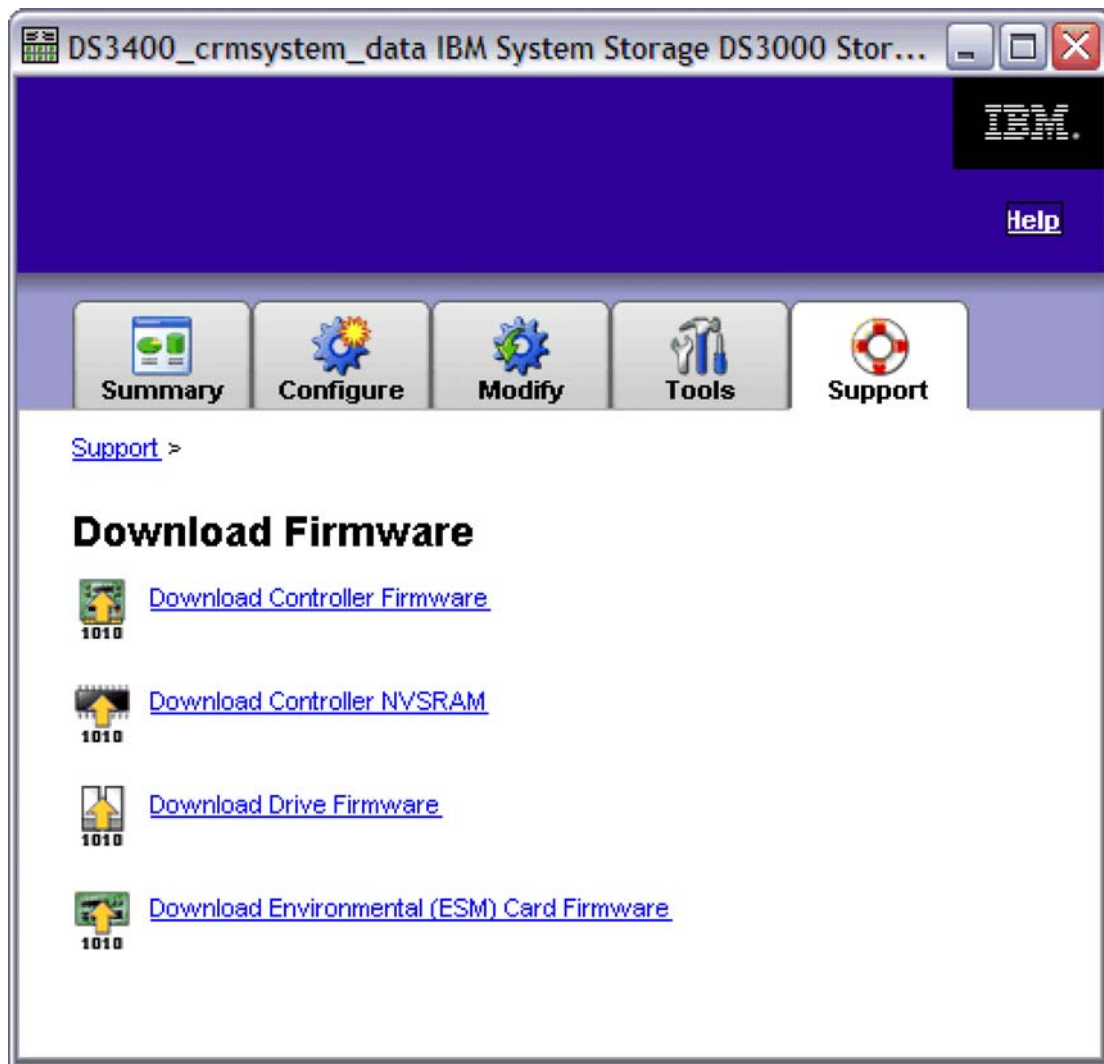 DS3400_crmsystem_data IBM System Storage DS3000 Stor...
IBM.
Help
Summary
Configure
Modify
Tools
Support
Support >
Download Firmware
1010
Download Controller Firmware
1010
Download Controller NVSRAM
1010
Download Drive Firmware
1010
Download Environmental (ESM) Card Firmware